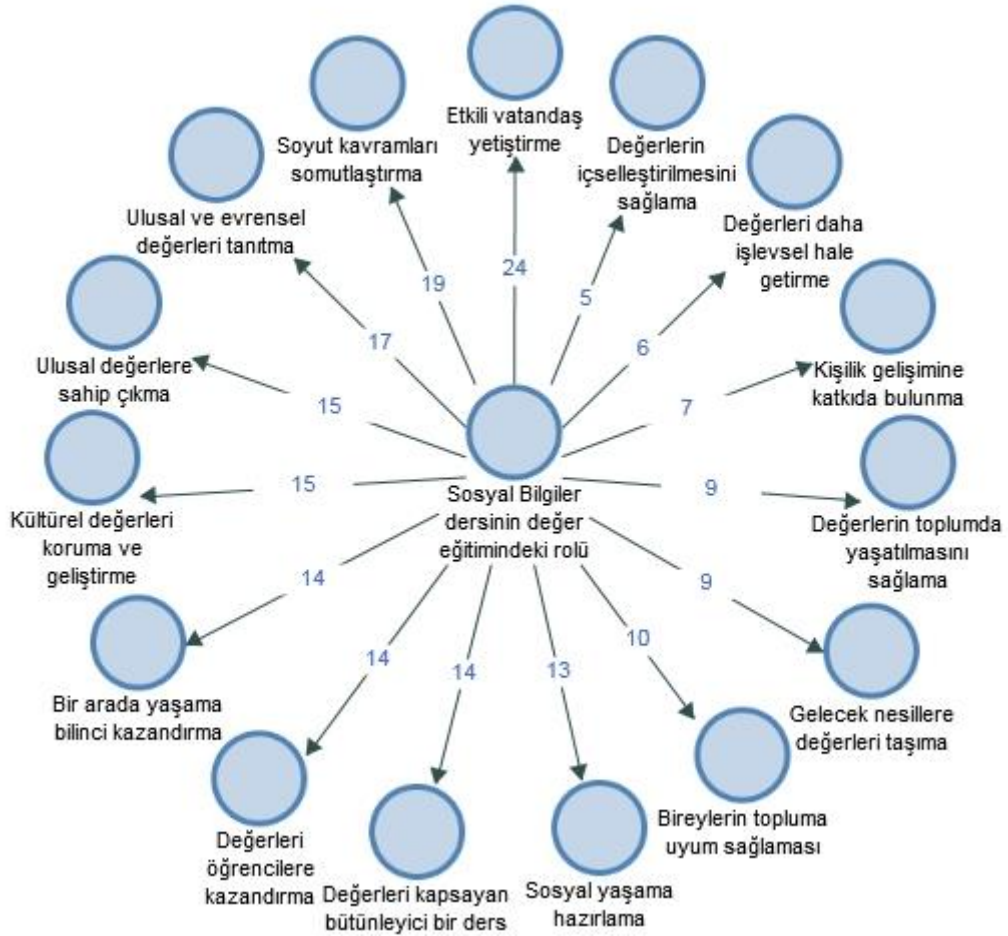 Etkili vatandaş
yetiştirme
24
Değerlerin
içselleştirilmesini
sağlama
5
Değerleri daha
işlevsel hale
getirme
6
Kişilik gelişimine
katkıda bulunma
7
Değerlerin toplumda
yaşatılmasını
sağlama
9
Gelecek nesillere
değerleri taşıma
9
Bireylerin topluma
uyum sağlaması
10
Sosyal yaşama
hazırlama
13
Değerleri kapsayan
bütünleyici bir ders
14
Değerleri
öğrencilere
kazandırma
14
Bir arada yaşama
bilinci kazandırma
14
Kültürel değerleri
koruma ve
geliştirme
15
Ulusal değerlere
sahip çıkma
15
Ulusal ve evrensel
değerleri tanıtma
17
Soyut kavramları
somutlaştırma
19
Sosyal Bilgiler
dersinin değer
eğitimindeki rolü